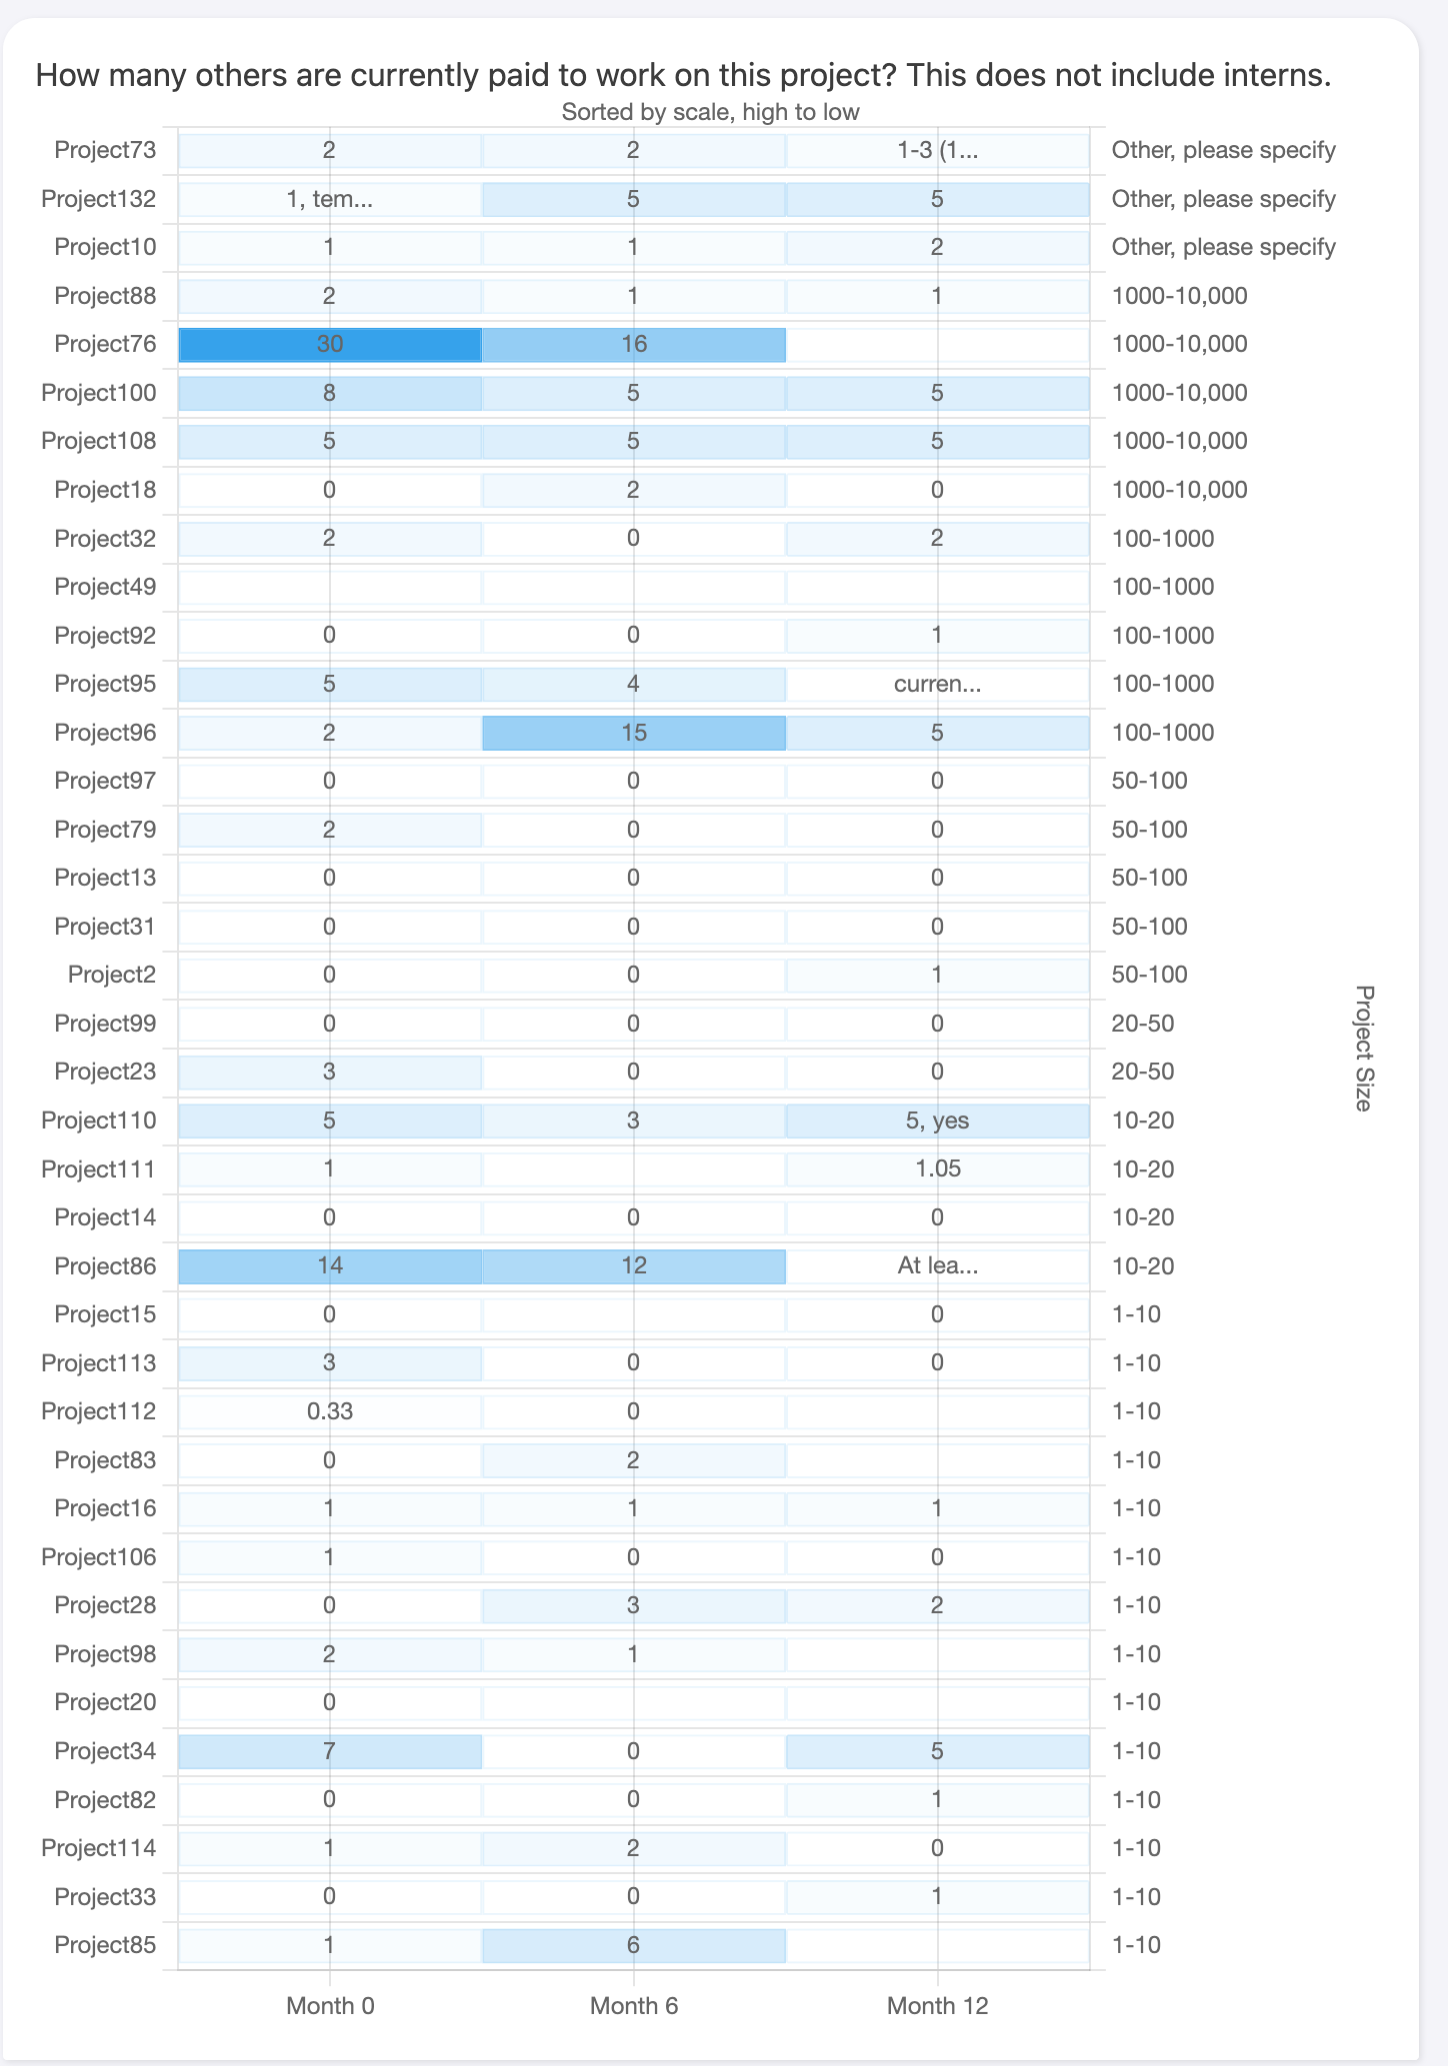 How many others are currently paid to work on this project? This does not include interns.
Sorted by scale, high to low
Project73 2 2 1-3 (1... Other, please specify
Project132 1, tem... 5 5 Other, please specify
Project10 1 1 2 Other, please specify
Project88 2 1 1 1000-10,000
Project76 30 16 1000-10,000
Project100 8 5 5 1000-10,000
Project108 5 5 5 1000-10,000
Project18 0 2 0 1000-10,000
Project32 2 0 2 100-1000
Project49 100-1000
Project92 0 0 1 100-1000
Project95 5 4 curren... 100-1000
Project96 2 15 5 100-1000
Project97 0 0 0 50-100
Project79 2 0 0 50-100
Project13 0 0 0 50-100
Project31 0 0 0 50-100
Project2 0 0 1 50-100
Project99 0 0 0 20-50
Project23 3 0 0 20-50
Project110 5 3 5, yes 10-20
Project111 1 1.05 10-20
Project14 0 0 0 10-20
Project86 14 12 At lea... 10-20
Project15 0 0 1-10
Project113 3 0 0 1-10
Project112 0.33 0 1-10
Project83 0 2 1-10
Project16 1 1 1 1-10
Project106 1 0 0 1-10
Project28 0 3 2 1-10
Project98 2 1 1-10
Project20 0 1-10
Project34 7 0 5 1-10
Project82 0 0 1 1-10
Project114 1 2 0 1-10
Project33 0 0 1 1-10
Project85 1 6 1-10
Month 0 Month 6 Month 12
Project Size